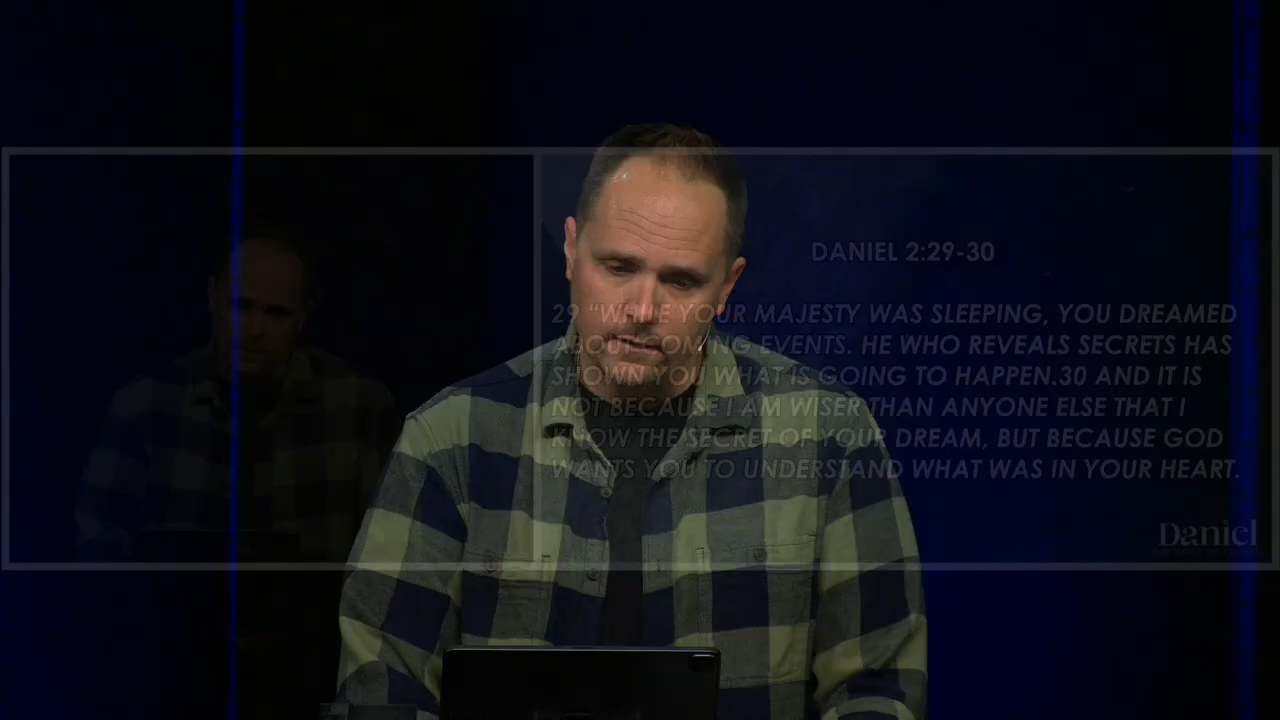 DANIEL 2:29-30
29 “WHILE YOUR MAJESTY WAS SLEEPING, YOU DREAMED
ABOUT COMING EVENTS. HE WHO REVEALS SECRETS HAS
SHOWN YOU WHAT IS GOING TO HAPPEN.30 AND IT IS
NOT BECAUSE I AM WISER THAN ANYONE ELSE THAT I
KNOW THE SECRET OF YOUR DREAM, BUT BECAUSE GOD
WANTS YOU TO UNDERSTAND WHAT WAS IN YOUR HEART.
Daniel